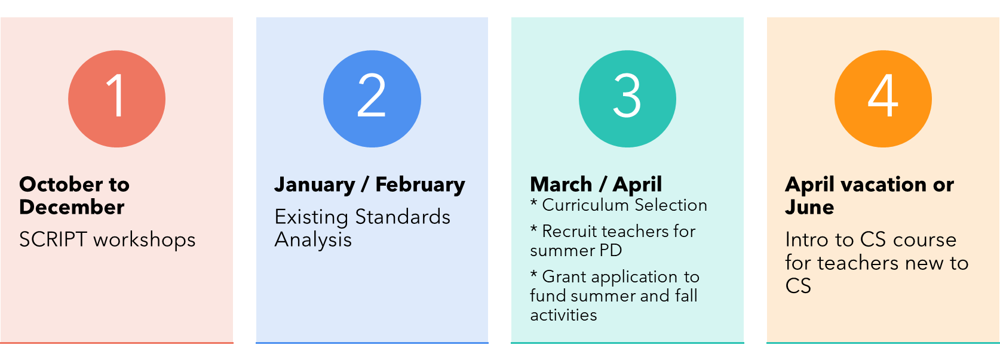 1
October to
December
SCRIPT workshops
2
January / February
Existing Standards
Analysis
3
March / April
* Curriculum Selection
* Recruit teachers for
summer PD
* Grant application to
fund summer and fall
activities
4
April vacation or
June
Intro to CS course
for teachers new to
CS